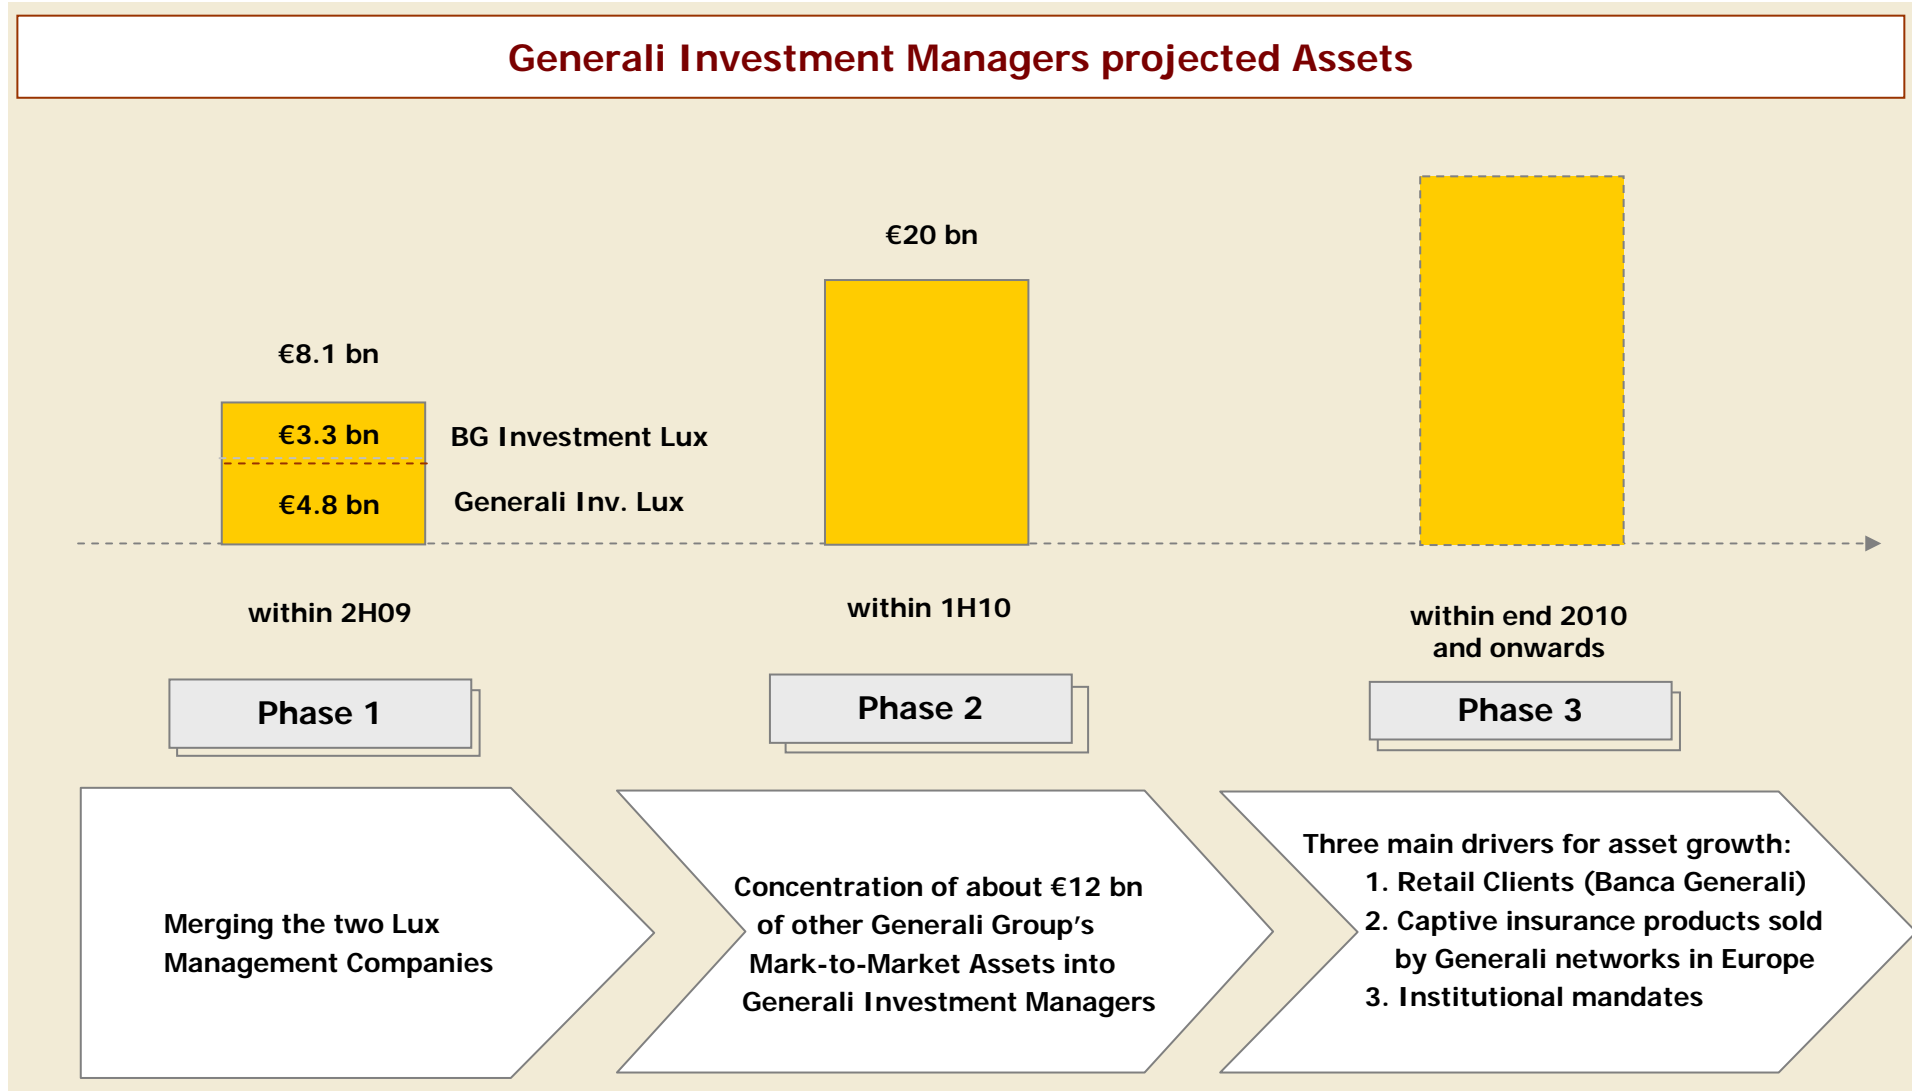 Generali Investment Managers projected Assets
€8.1 bn
€3.3 bn
BG Investment Lux
€4.8 bn
Generali Inv. Lux
€20 bn
within 2H09
within 1H10
within end 2010
and onwards
Phase 1
Phase 2
Phase 3
Merging the two Lux
Management Companies
Concentration of about €12 bn
of other Generali Group's
Mark-to-Market Assets into
Generali Investment Managers
Three main drivers for asset growth:
1. Retail Clients (Banca Generali)
2. Captive insurance products sold
by Generali networks in Europe
3. Institutional mandates